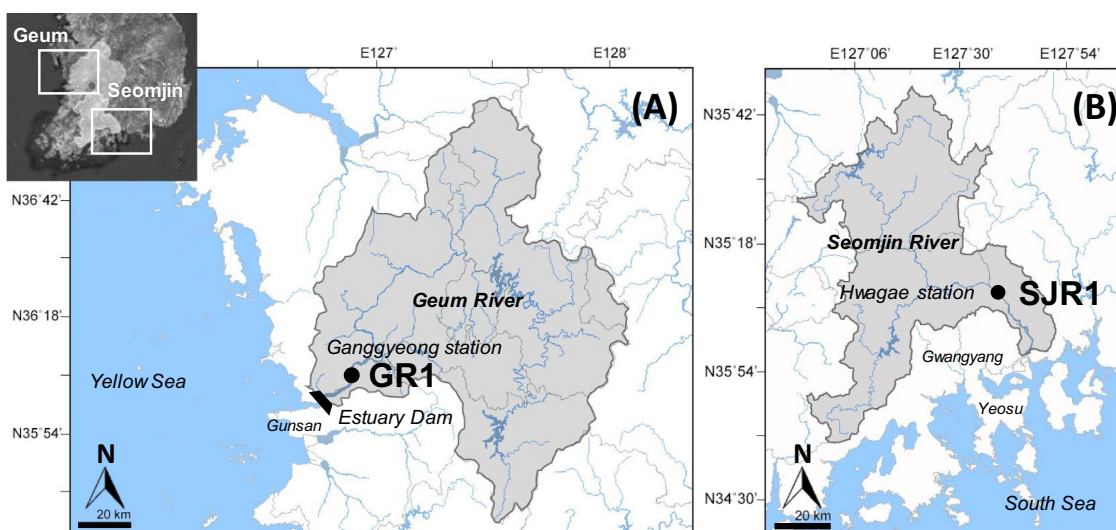 Geum
Seomjin
E127°
E128°
(A)
N36°42'
N36°18'
N35°54'
Geum River
Ganggyeong station
GR1
Yellow Sea
Estuary Dam
Gunsan
N
20 km
E127°06'
E127°30'
E127°54'
(B)
N35°42'
N35°18'
N35°54'
N34°30'
Seomjin River
Hwagae station
SJR1
Gwangyang
Yeosu
South Sea
N
20 km